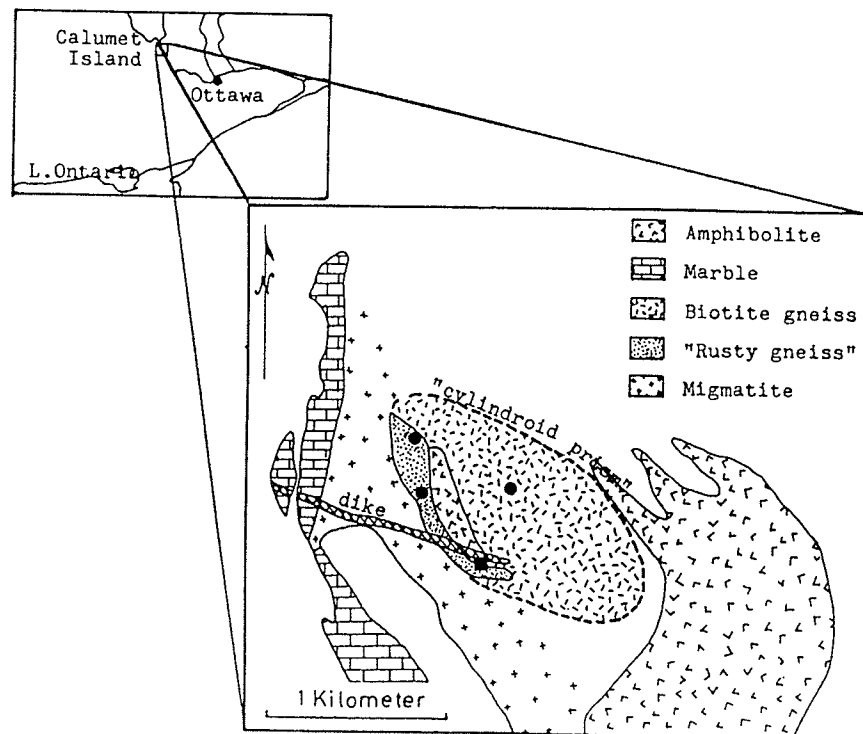 Calumet
Island
Ottawa
L.Ontario
N
Amphibolite
Marble
Biotite gneiss
"Rusty gneiss"
Migmatite
"cylindroid prism"
dike
1 Kilometer